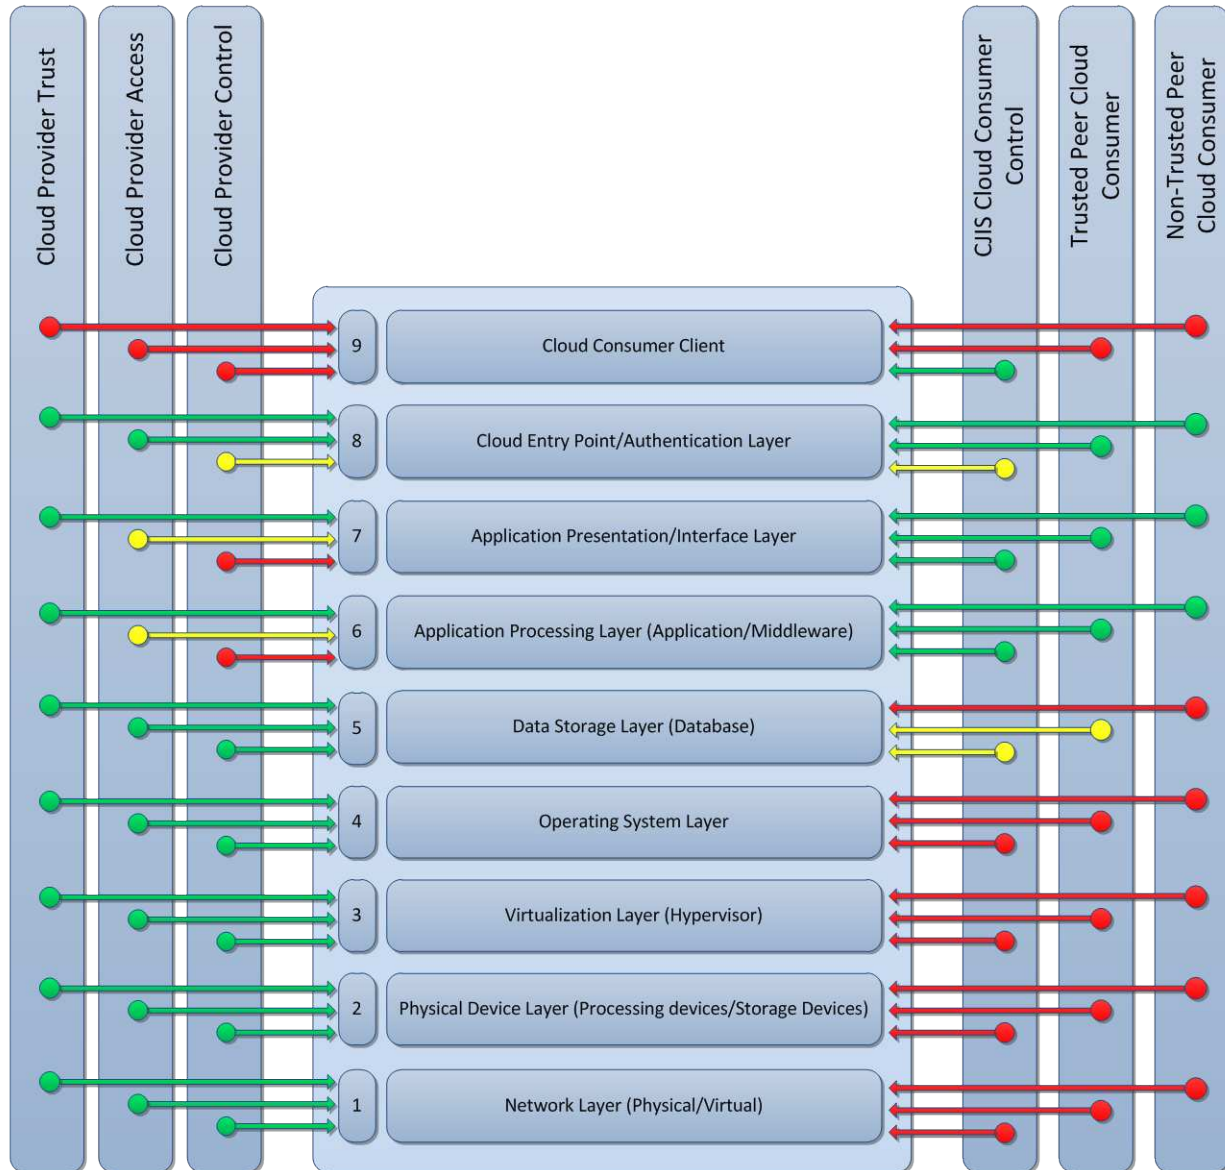 Cloud Provider Trust
Cloud Provider Access
Cloud Provider Control
CJIS Cloud Consumer
Control
Trusted Peer Cloud
Consumer
Non-Trusted Peer
Cloud Consumer
9
Cloud Consumer Client
8
Cloud Entry Point/Authentication Layer
7
Application Presentation/Interface Layer
6
Application Processing Layer (Application/Middleware)
5
Data Storage Layer (Database)
4
Operating System Layer
3
Virtualization Layer (Hypervisor)
2
Physical Device Layer (Processing devices/Storage Devices)
1
Network Layer (Physical/Virtual)